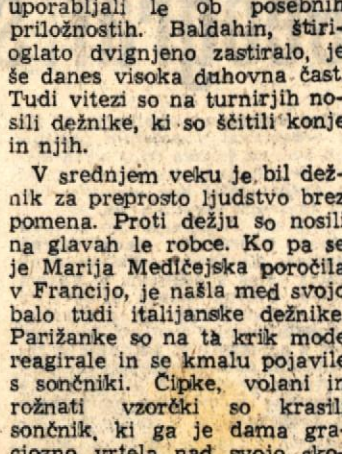 uporabljali le ob posebnih
priložnostih. Baldahin, štiri-
oglato dvignjeno zastiralo, je
še danes visoka duhovna čast.
Tudi vitezi so na turnirjih no-
sili dežnike, ki so ščitili konje
in njih.
V srednjem veku je bil dež-
nik za preprosto ljudstvo brez
pomena. Proti dežju so nosili
na glavah le robce. Ko pa se
je Marija Medičejska poročila
v Francijo, je našla med svojo
balo tudi italijanske dežnike.
Parižanke so na ta krik mode
reagirale in se kmalu pojavile
s sončniki. Čipke, volani in
rožnati vzorčki so krasili
sončnik, ki ga je dama gra-
ciozno vrtela nad svojo